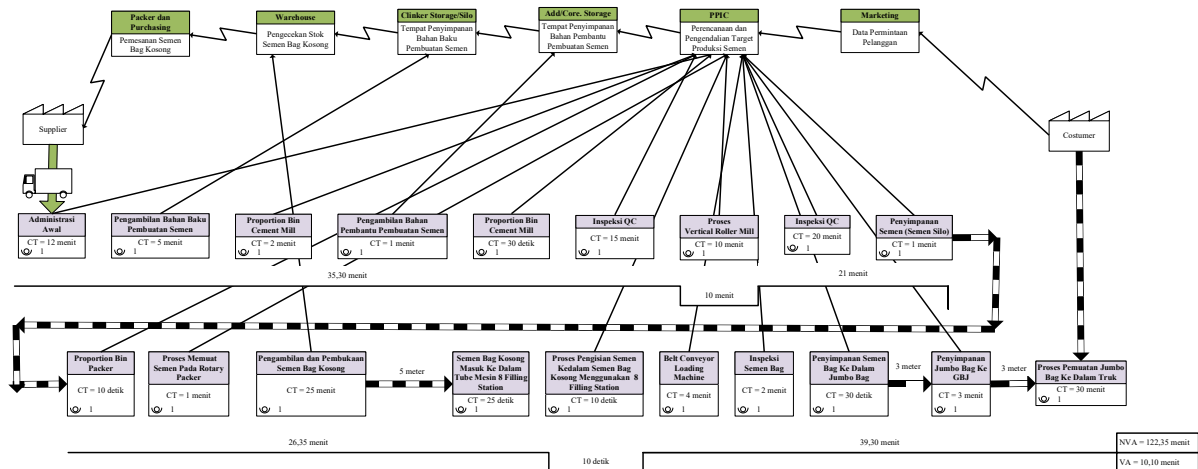 Packer dan
Purchasing
Pemesanan Semen
Bag Kosong
Warehouse
Pengecekan Stok
Semen Bag Kosong
Clinker Storage/Silo
Tempat Penyimpanan
Bahan Baku
Pembuatan Semen
Add/Core. Storage
Tempat Penyimpanan
Bahan Pembantu
Pembuatan Semen
PPIC
Perencanaan dan
Pengendalian Target
Produksi Semen
Marketing
Data Permintaan
Pelanggan
Supplier
Costumer
Administrasi
Awal
CT = 12 menit
1
Pengambilan Bahan Baku
Pembuatan Semen
CT = 5 menit
1
Proportion Bin
Cement Mill
CT = 2 menit
1
Pengambilan Bahan
Pembantu Pembuatan Semen
CT = 1 menit
1
Proportion Bin
Cement Mill
CT = 30 detik
1
Inspeksi QC
CT = 15 menit
1
Proses
Vertical Roller Mill
CT = 10 menit
1
Inspeksi QC
CT = 20 menit
1
Penyimpanan
Semen (Semen Silo)
CT = 1 menit
1
35,30 menit
10 menit
21 menit
Proportion Bin
Packer
CT = 10 detik
1
Proses Memuat
Semen Pada Rotary
Packer
CT = 1 menit
1
Pengambilan dan Pembukaan
Semen Bag Kosong
CT = 25 menit
1
5 meter
Semen Bag Kosong
Masuk Ke Dalam
Tube Mesin 8 Filling
Station
CT = 25 detik
1
Proses Pengisian Semen
Kedalam Semen Bag
Kosong Menggunakan 8
Filling Station
CT = 10 detik
1
Belt Conveyor
Loading
Machine
CT = 4 menit
1
Inspeksi
Semen Bag
CT = 2 menit
1
Penyimpanan Semen
Bag Ke Dalam
Jumbo Bag
CT = 30 detik
1
3 meter
Penyimpanan
Jumbo Bag Ke
GBJ
CT = 3 menit
1
3 meter
Proses Pemuatan Jumbo
Bag Ke Dalam Truk
CT = 30 menit
1
26,35 menit
10 detik
39,30 menit
NVA = 122,35 menit
VA = 10,10 menit